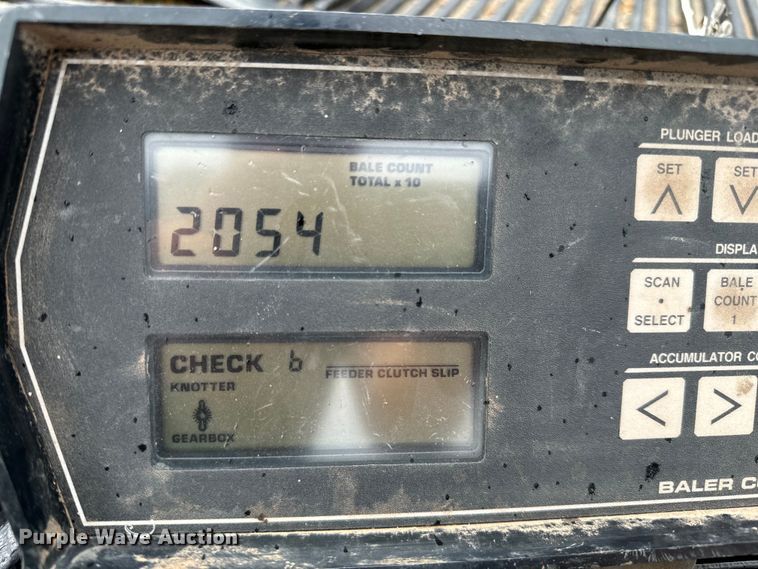 BALE COUNT
TOTAL x 10
2054
CHECK b
KNOTTER
FEEDER CLUTCH SLIP
GEARBOX
PLUNGER LOAD
SET SET
DISPLA
SCAN
•
SELECT
BALE
COUNT
1
ACCUMULATOR CO
< >
BALER CO
Purple Wave Auction